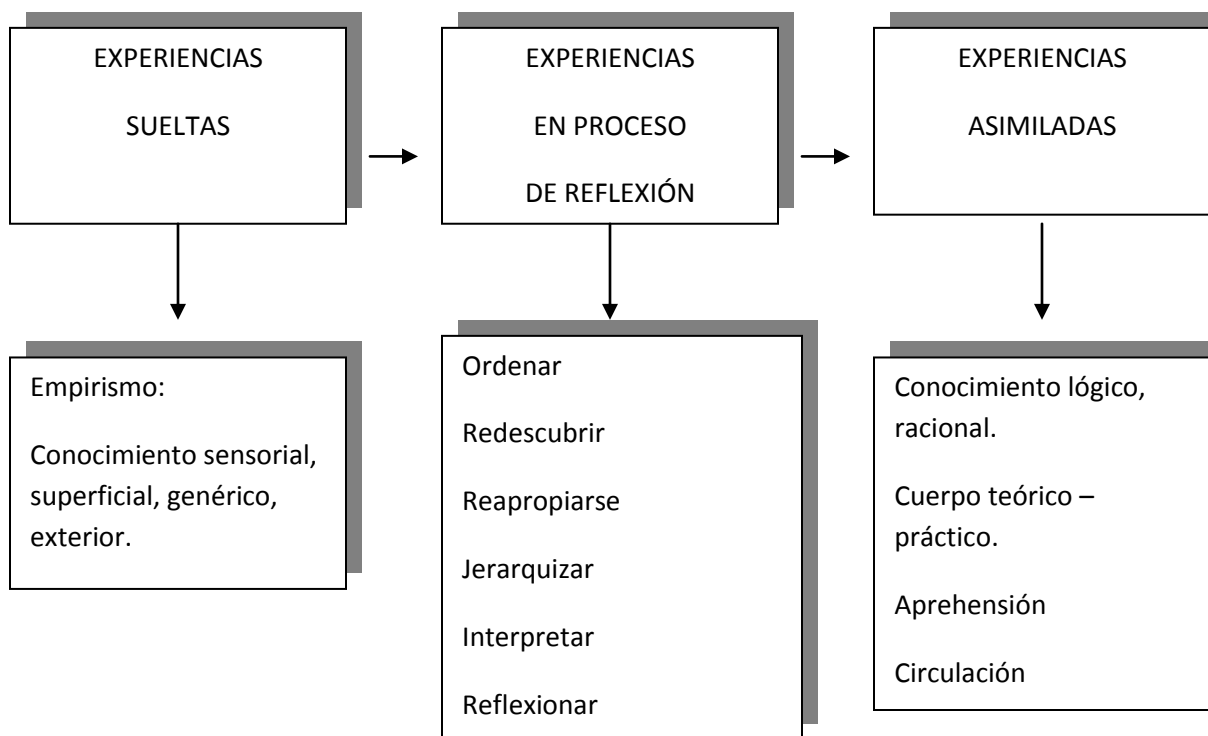 EXPERIENCIAS
SUELTAS
EXPERIENCIAS
EN PROCESO
DE REFLEXIÓN
EXPERIENCIAS
ASIMILADAS
Empirismo:
Conocimiento sensorial,
superficial, genérico,
exterior.
Ordenar
Redescubrir
Reapropiarse
Jerarquizar
Interpretar
Reflexionar
Conocimiento lógico,
racional.
Cuerpo teórico –
práctico.
Aprehensión
Circulación